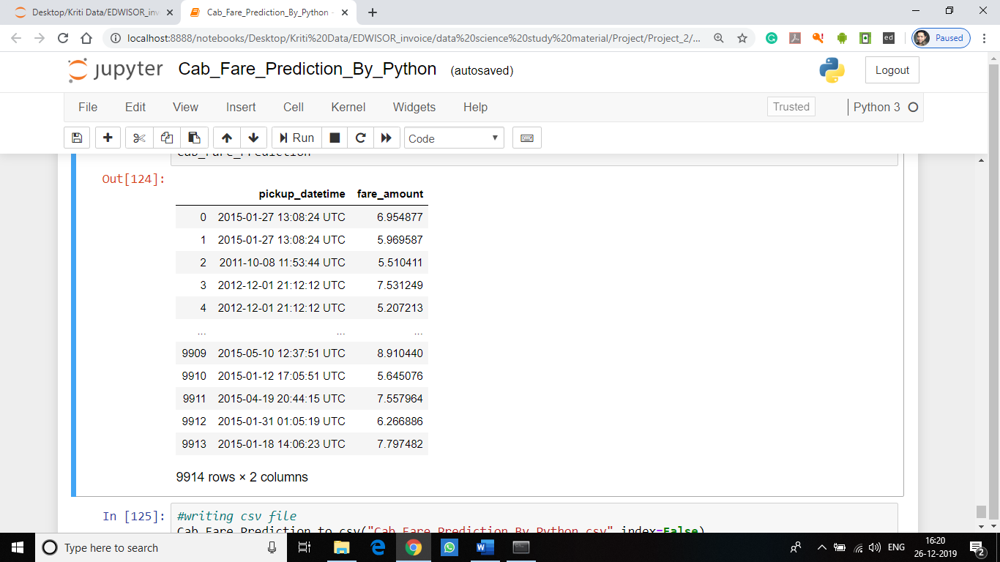 Desktop/Kriti Data/EDWISOR_inv
Cab_Fare_Prediction_By_Python -
localhost:8888/notebooks/Desktop/Kriti%20Data/EDWISOR_invoice/data%20science%20study%20material/Project/Project_2/...
ed
Paused
jupyter Cab_Fare_Prediction_By_Python (autosaved)
Logout
File Edit View Insert Cell Kernel Widgets Help
Trusted
Python 3
Run
Code
Cab_Fare_Prediction
Out[124]:
pickup_datetime fare_amount
0 2015-01-27 13:08:24 UTC 6.954877
1 2015-01-27 13:08:24 UTC 5.969587
2 2011-10-08 11:53:44 UTC 5.510411
3 2012-12-01 21:12:12 UTC 7.531249
4 2012-12-01 21:12:12 UTC 5.207213
... ... ...
9909 2015-05-10 12:37:51 UTC 8.910440
9910 2015-01-12 17:05:51 UTC 5.645076
9911 2015-04-19 20:44:15 UTC 7.557964
9912 2015-01-31 01:05:19 UTC 6.266886
9913 2015-01-18 14:06:23 UTC 7.797482
9914 rows × 2 columns
In [125]: #writing csv file
Cab_Fare_Prediction.to_csv("Cab_Fare_Prediction_By_Python.csv",index=False)
Type here to search
ENG
16:20
26-12-2019
2